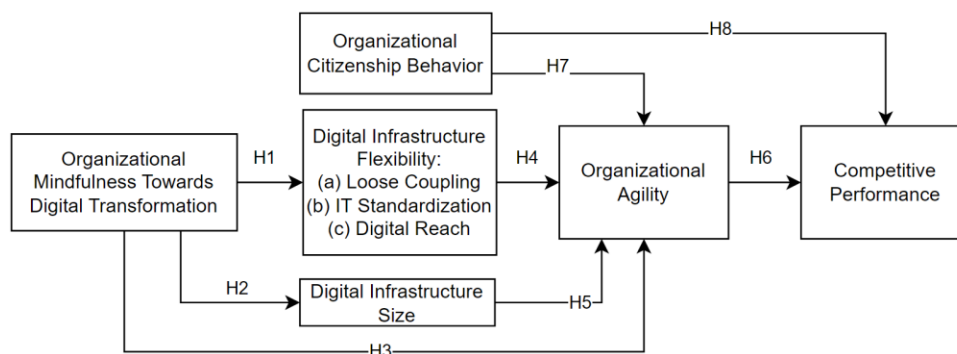 Organizational
Citizenship Behavior
H8
H7
Organizational
Mindfulness Towards
Digital Transformation
H1
Digital Infrastructure
Flexibility:
(a) Loose Coupling
(b) IT Standardization
(c) Digital Reach
H4
Organizational
Agility
H6
Competitive
Performance
H2
Digital Infrastructure
Size
H5
H3